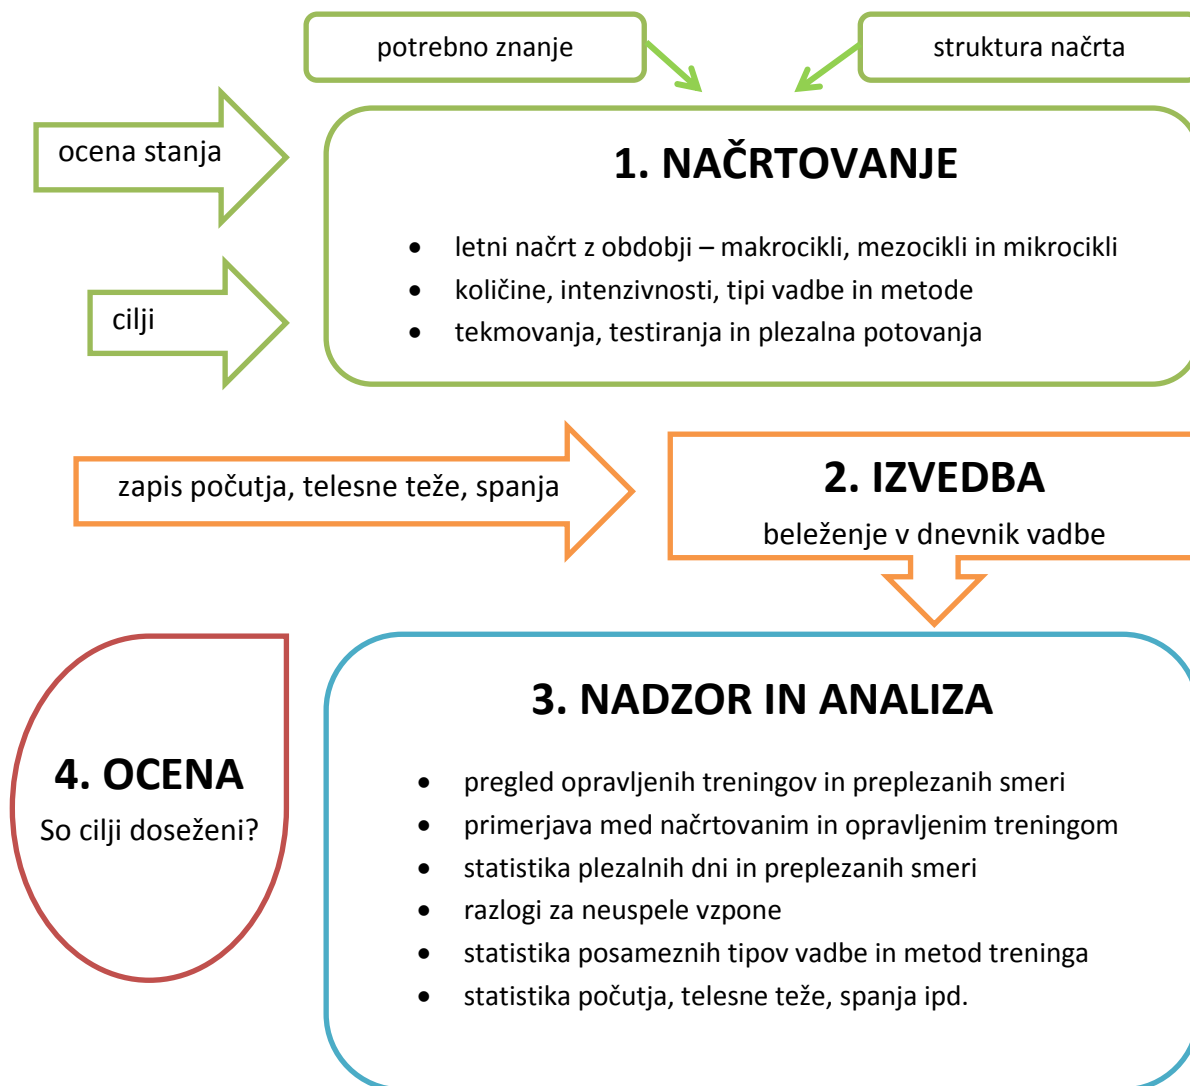 potrebno znanje
struktura načrta
ocena stanja
1. NAČRTOVANJE
• letni načrt z obdobji – makrocikli, mezocikli in mikrocikli
• količine, intenzivnosti, tipi vadbe in metode
• tekmovanja, testiranja in plezalna potovanja
cilji
zapis počutja, telesne teže, spanja
2. IZVEDBA
beleženje v dnevnik vadbe
3. NADZOR IN ANALIZA
• pregled opravljenih treningov in preplezanih smeri
• primerjava med načrtovanim in opravljenim treningom
• statistika plezalnih dni in preplezanih smeri
• razlogi za neuspele vzpone
• statistika posameznih tipov vadbe in metod treninga
• statistika počutja, telesne teže, spanja ipd.
4. OCENA
So cilji doseženi?